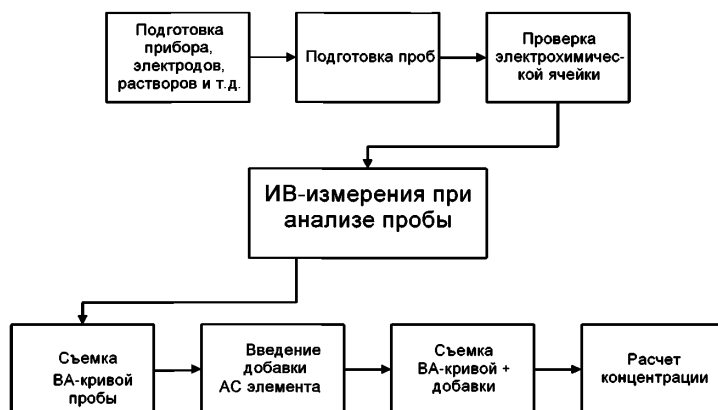 Подготовка
прибора,
электродов,
растворов и т.д.
Подготовка проб
Проверка
электрохимичес-
кой ячейки
ИВ-измерения при
анализе пробы
Съемка
ВА-кривой
пробы
Введение
добавки
АС элемента
Съемка
ВА-кривой +
добавки
Расчет
концентрации